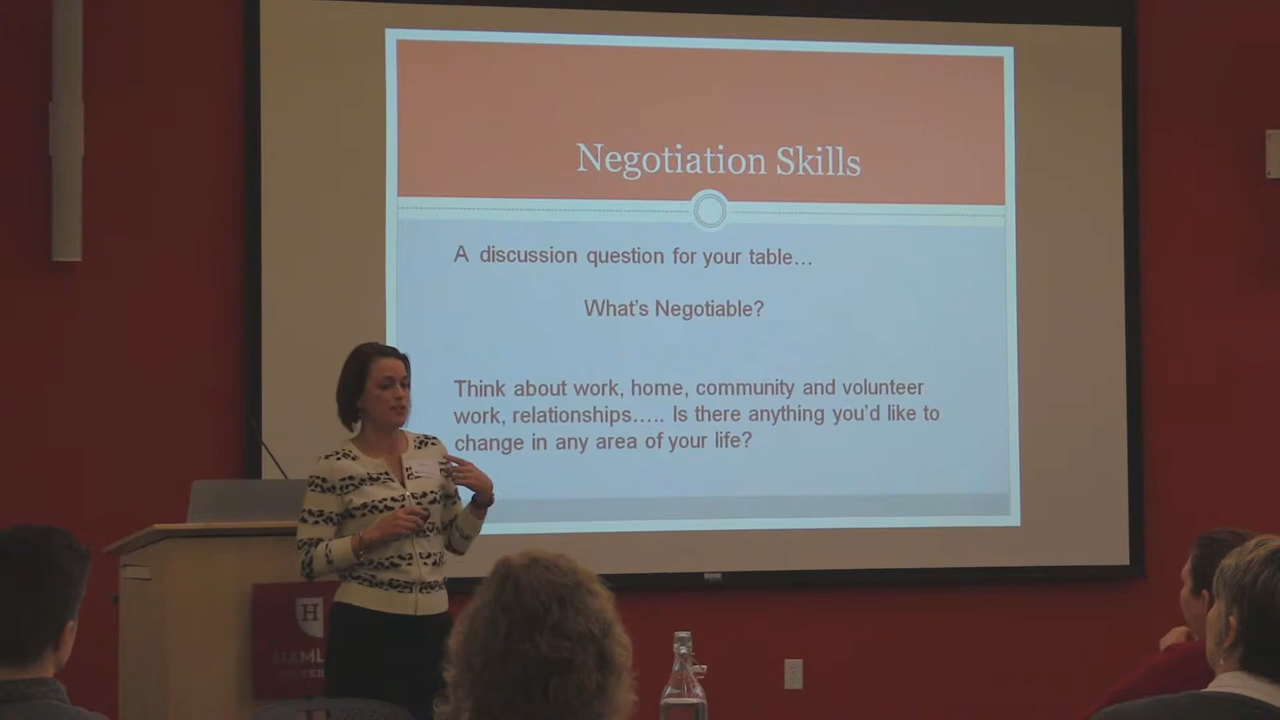 Negotiation Skills
A discussion question for your table…
What's Negotiable?
Think about work, home, community and volunteer
work, relationships….. Is there anything you'd like to
change in any area of your life?
H